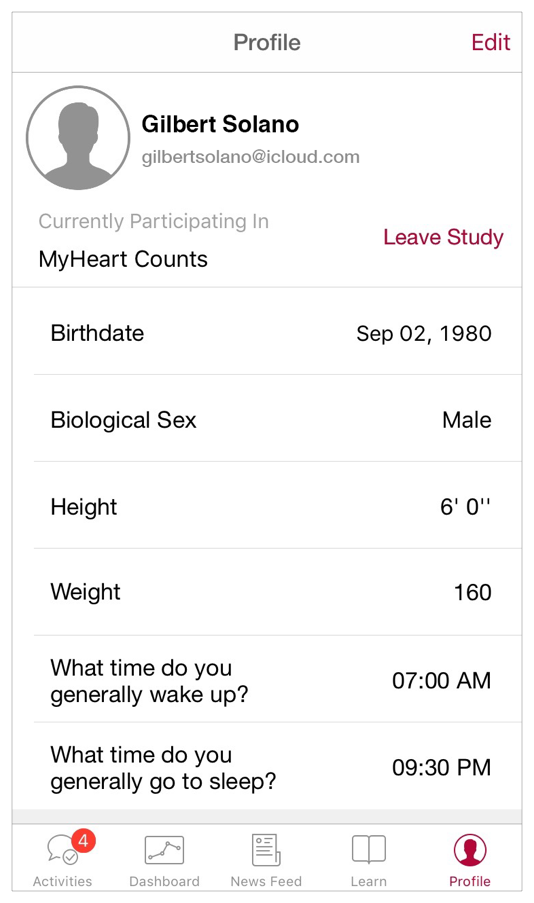 Profile
Edit
Gilbert Solano
gilbertsolano@icloud.com
Currently Participating In
Leave Study
MyHeart Counts
Birthdate
Sep 02, 1980
Biological Sex
Male
Height
6' 0''
Weight
160
What time do you
generally wake up?
07:00 AM
What time do you
generally go to sleep?
09:30 PM
4
Activities
Dashboard
News Feed
Learn
Profile